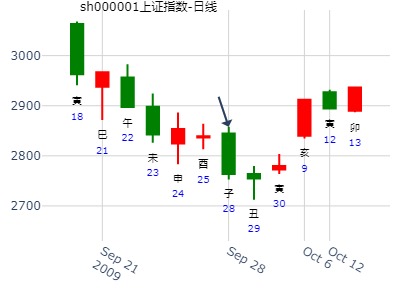 sh000001上证指数-日线
3000
2900
2800
2700
寅
18
巳
21
午
22
未
23
申
24
酉
25
子
28
丑
29
寅
30
亥
9
寅
12
卯
13
Sep 21
2009
Sep 28
Oct 6
Oct 12